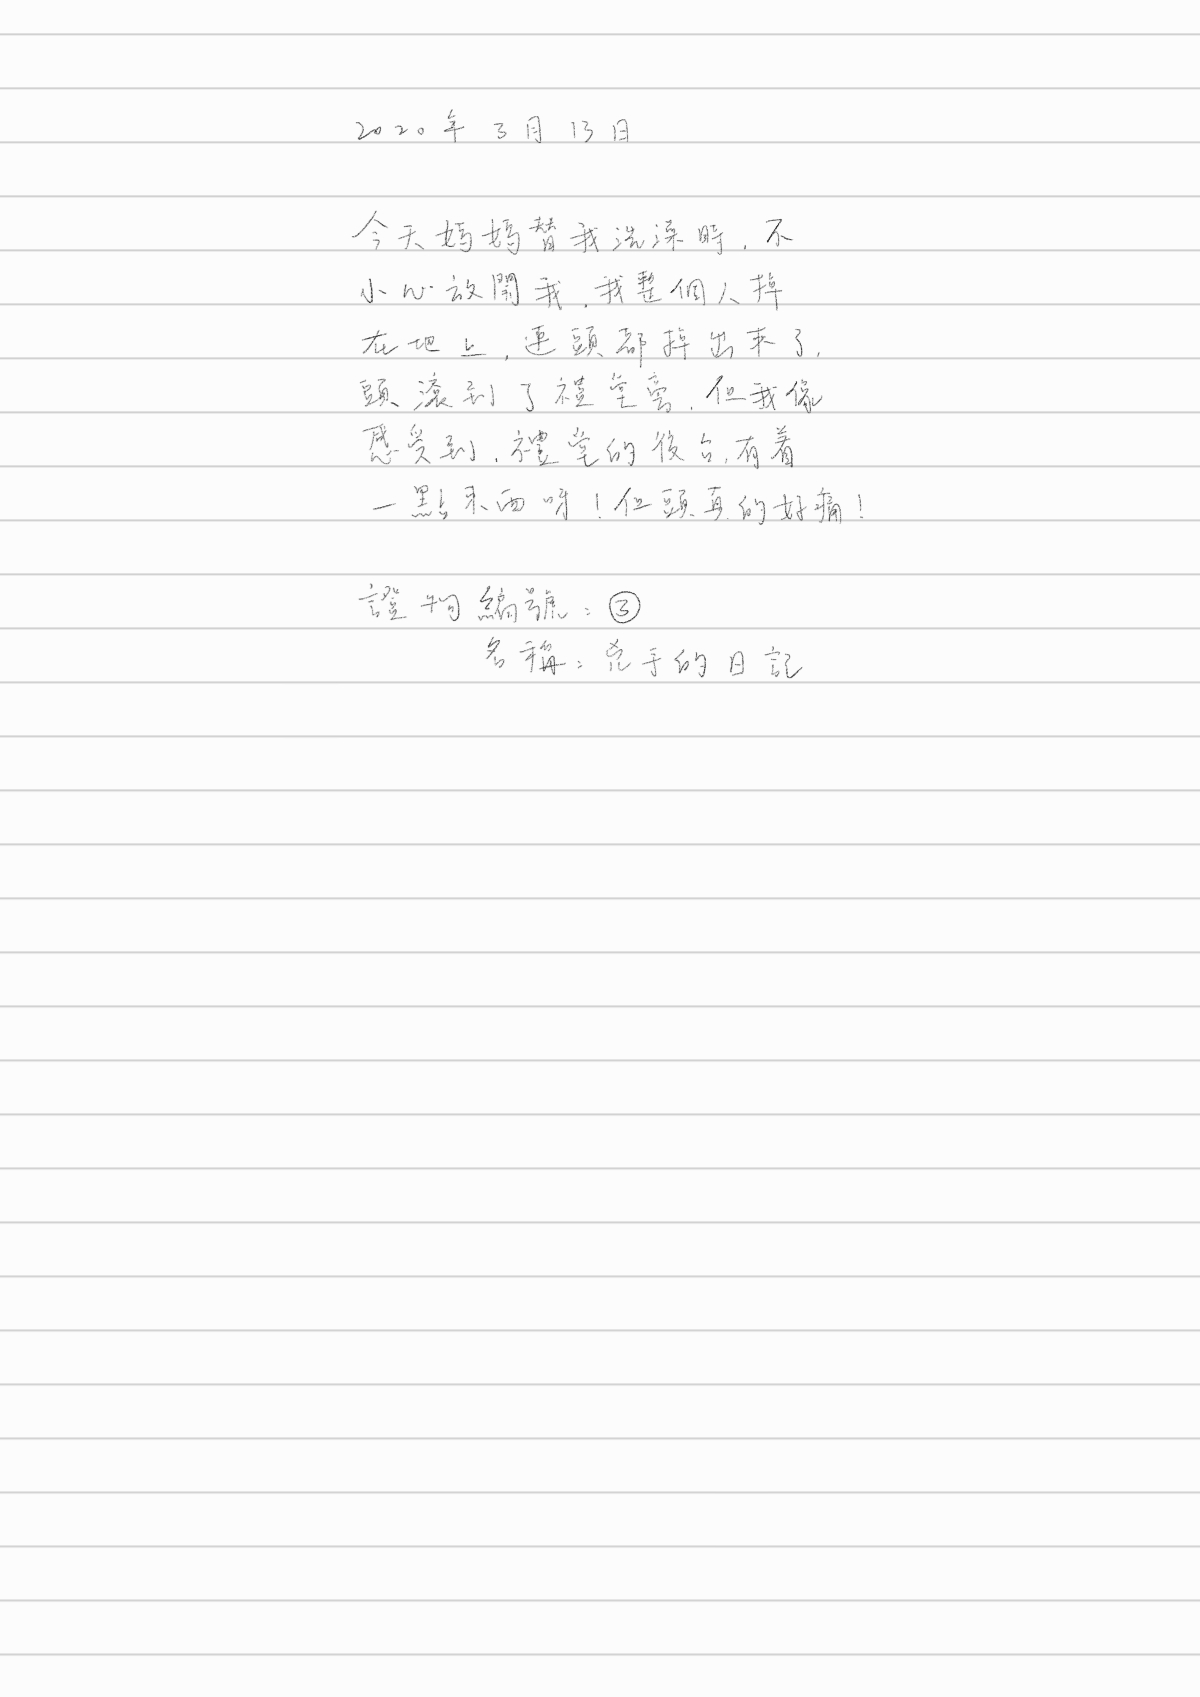 2020年3月13日
今天媽媽替我洗澡時，不
小心放開我，我整個人掉
在地上，連頭都掉出來了，
頭滾到了禮堂旁，但我像
感受到，禮堂的後台，有着
一點東西呀！但頭真的好痛！
證物編號：③
名稱：兇手的日記